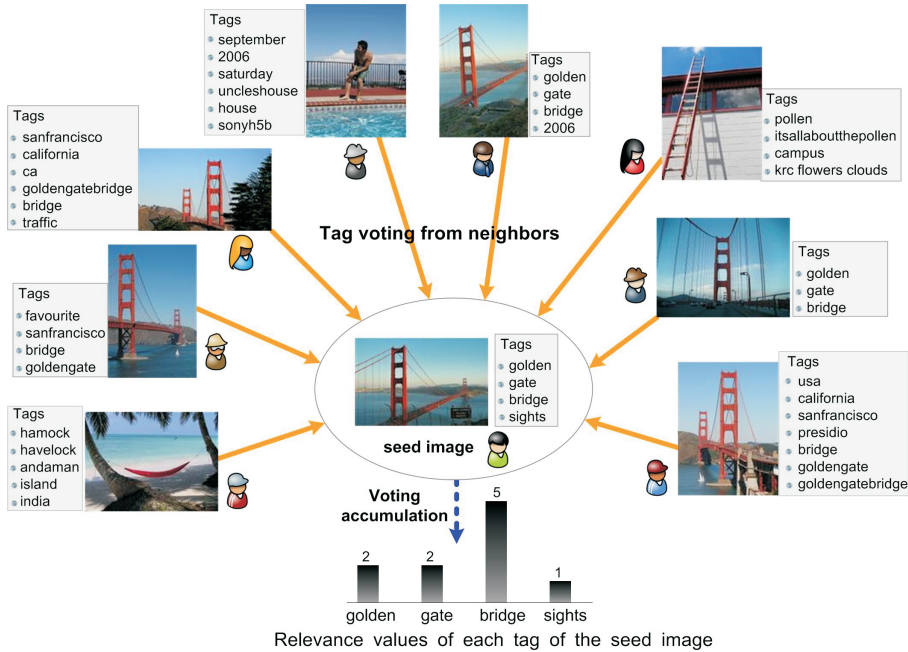 Tags
september
2006
saturday
uncleshouse
house
sonyh5b
Tags
golden
gate
bridge
2006
Tags
pollen
itsallaboutthepollen
campus
krc flowers clouds
Tags
sanfrancisco
california
ca
goldengatebridge
bridge
traffic
Tag voting from neighbors
Tags
golden
gate
bridge
Tags
favourite
sanfrancisco
bridge
goldengate
Tags
golden
gate
bridge
sights
seed image
Tags
usa
california
sanfrancisco
presidio
bridge
goldengate
goldengatebridge
Tags
hamock
havelock
andaman
island
india
Voting
accumulation
5
2
2
1
golden gate bridge sights
Relevance values of each tag of the seed image